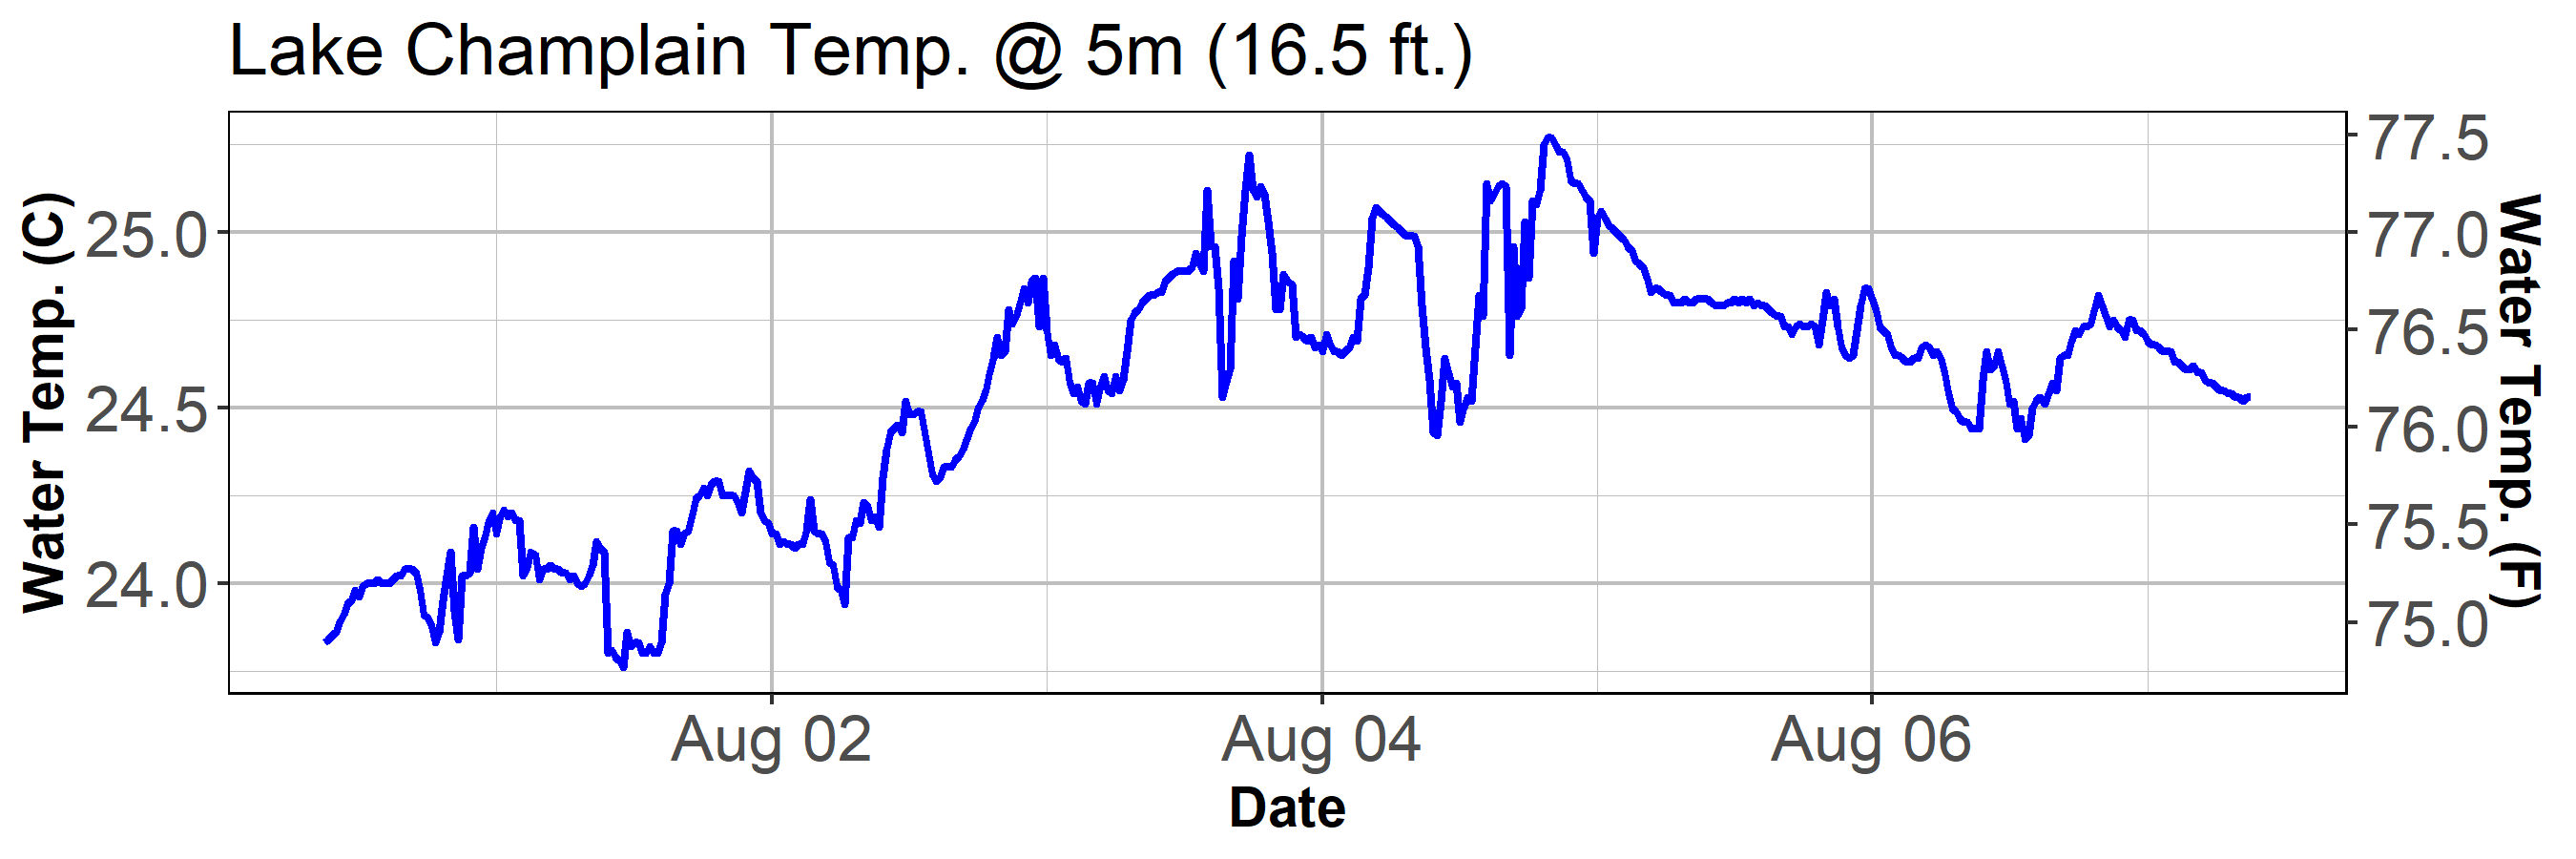 Lake Champlain Temp. @ 5m (16.5 ft.)
Water Temp. (C)
25.0
24.5
24.0
77.5
77.0
76.5
76.0
75.5
75.0
Water Temp. (F)
Aug 02 Aug 04 Aug 06
Date